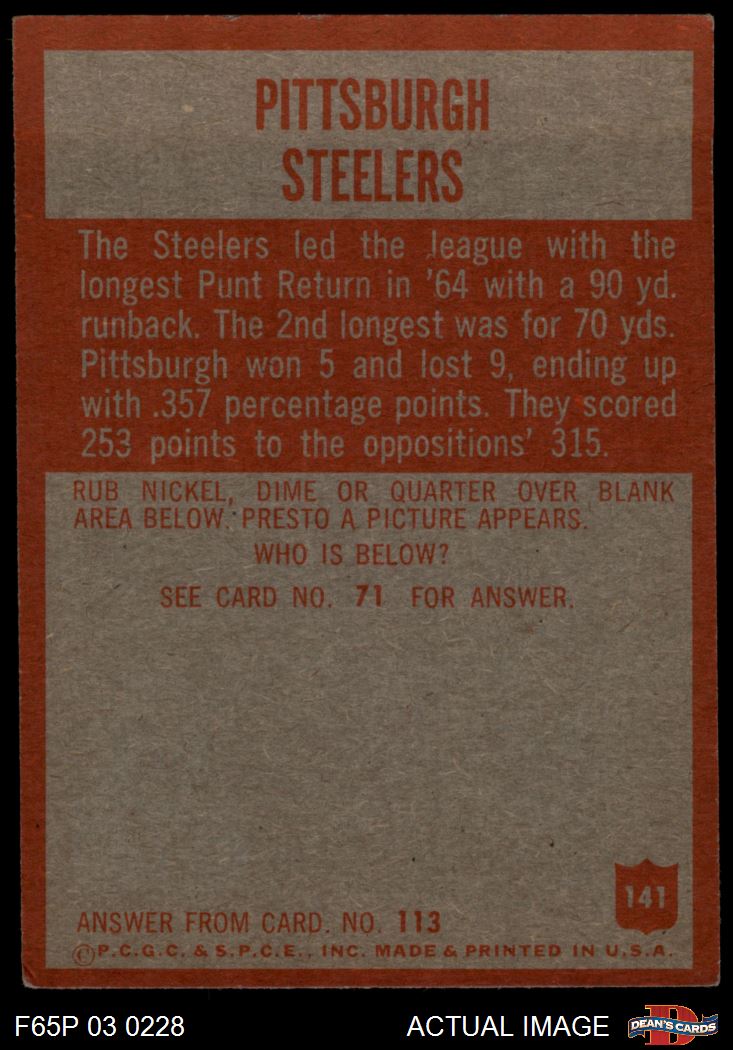 PITTSBURGH
STEELERS
The Steelers led the league with the
longest Punt Return in '64 with a 90 yd.
runback. The 2nd longest was for 70 yds.
Pittsburgh won 5 and lost 9, ending up
with .357 percentage points. They scored
253 points to the oppositions' 315.
RUB NICKEL, DIME OR QUARTER OVER BLANK
AREA BELOW. PRESTO A PICTURE APPEARS.
WHO IS BELOW?
SEE CARD NO. 71 FOR ANSWER.
141
ANSWER FROM CARD. NO. 113
©P.C.G.C. & S.P.C.E., INC. MADE & PRINTED IN U.S.A.
F65P 03 0228
ACTUAL IMAGE
D
DEAN'S CARDS